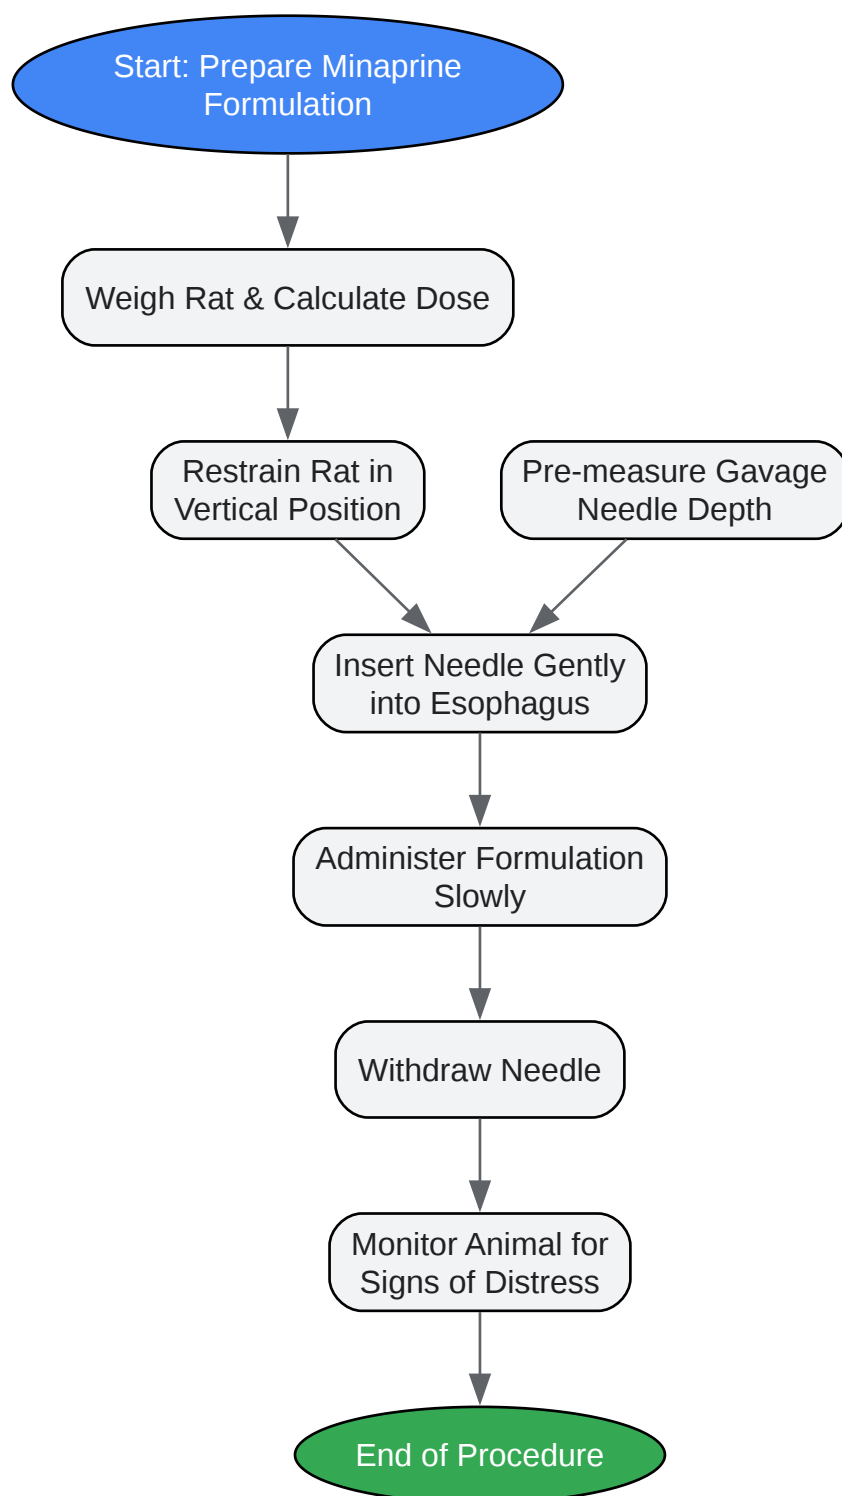 Start: Prepare Minaprine
Formulation
Weigh Rat & Calculate Dose
Restrain Rat in
Vertical Position
Pre-measure Gavage
Needle Depth
Insert Needle Gently
into Esophagus
Administer Formulation
Slowly
Withdraw Needle
Monitor Animal for
Signs of Distress
End of Procedure